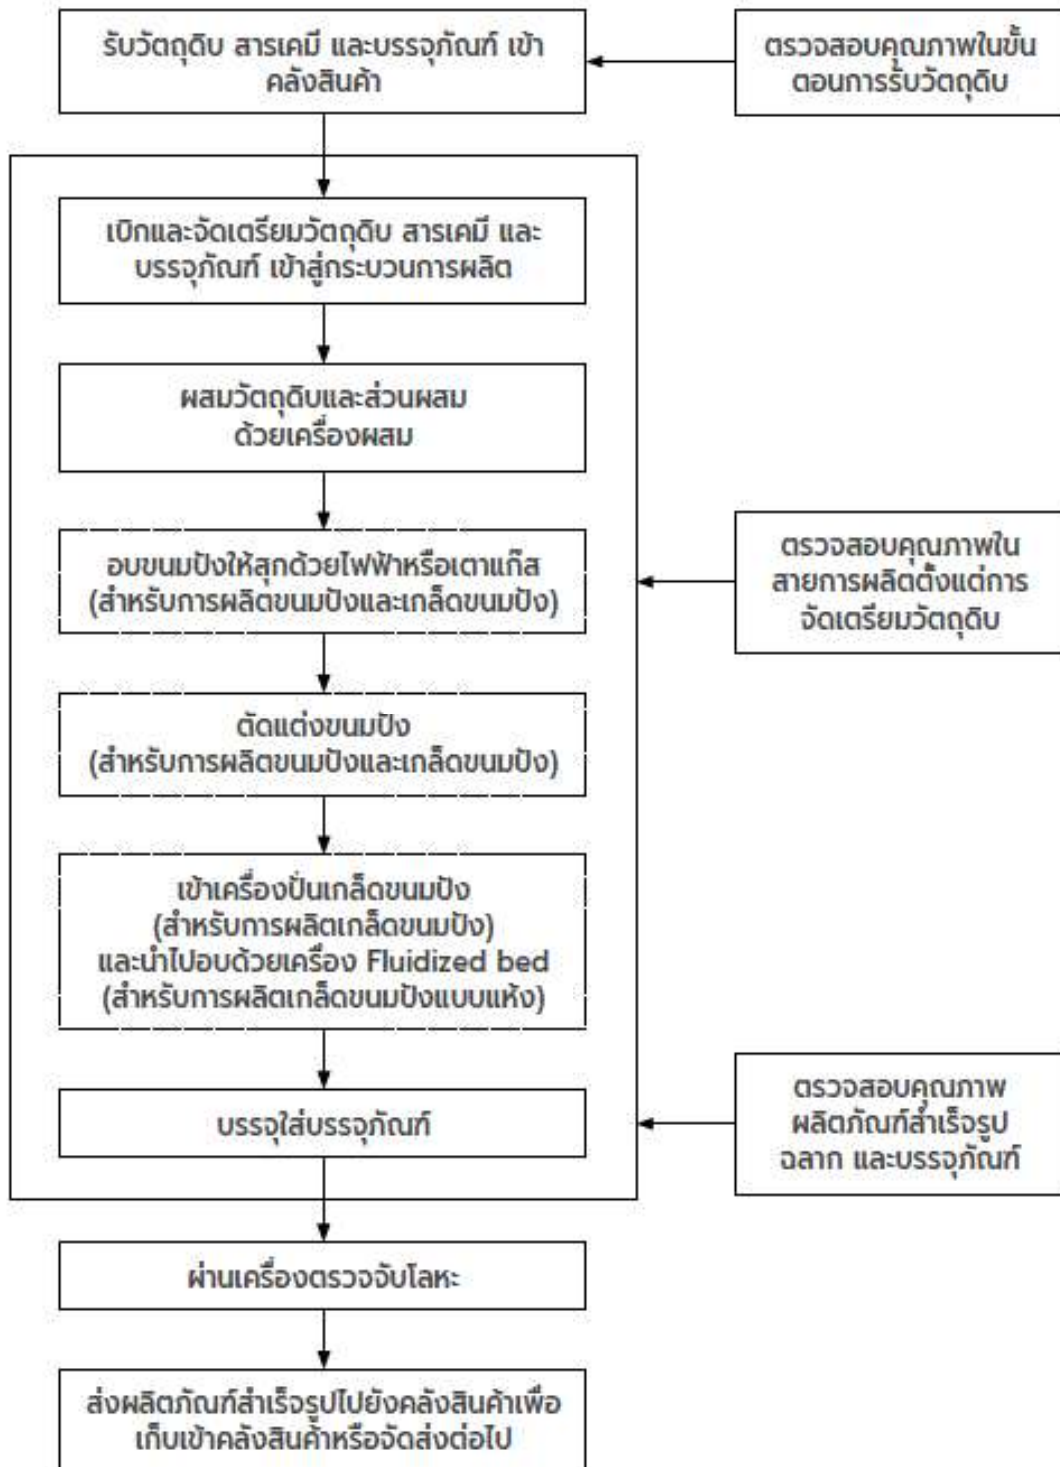 รับวัตถุดิบ สารเคมี และบรรจุภัณฑ์ เข้า
คลังสินค้า
ตรวจสอบคุณภาพในขั้น
ตอนการรับวัตถุดิบ
เบิกและจัดเตรียมวัตถุดิบ สารเคมี และ
บรรจุภัณฑ์ เข้าสู่กระบวนการผลิต
ผสมวัตถุดิบและส่วนผสม
ด้วยเครื่องผสม
อบขนมปังให้สุกด้วยไฟฟ้าหรือเตาแก๊ส
(สำหรับการผลิตขนมปังและเกล็ดขนมปัง)
ตรวจสอบคุณภาพใน
สายการผลิตตั้งแต่การ
จัดเตรียมวัตถุดิบ
ตัดแต่งขนมปัง
(สำหรับการผลิตขนมปังและเกล็ดขนมปัง)
เข้าเครื่องปั่นเกล็ดขนมปัง
(สำหรับการผลิตเกล็ดขนมปัง)
และนำไปอบด้วยเครื่อง Fluidized bed
(สำหรับการผลิตเกล็ดขนมปังแบบแห้ง)
บรรจุใส่บรรจุภัณฑ์
ตรวจสอบคุณภาพ
ผลิตภัณฑ์สำเร็จรูป
ฉลาก และบรรจุภัณฑ์
ผ่านเครื่องตรวจจับโลหะ
ส่งผลิตภัณฑ์สำเร็จรูปไปยังคลังสินค้าเพื่อ
เก็บเข้าคลังสินค้าหรือจัดส่งต่อไป